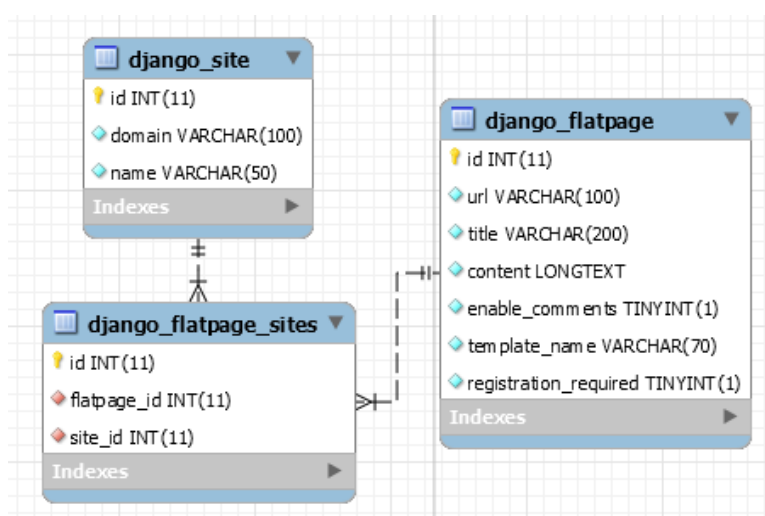 django_site
id INT(11)
domain VARCHAR(100)
name VARCHAR(50)
Indexes
django_flatpage_sites
id INT(11)
flatpage_id INT(11)
site_id INT(11)
Indexes
django_flatpage
id INT(11)
url VARCHAR(100)
title VARCHAR(200)
content LONGTEXT
enable_comments TINYINT(1)
template_name VARCHAR(70)
registration_required TINYINT(1)
Indexes